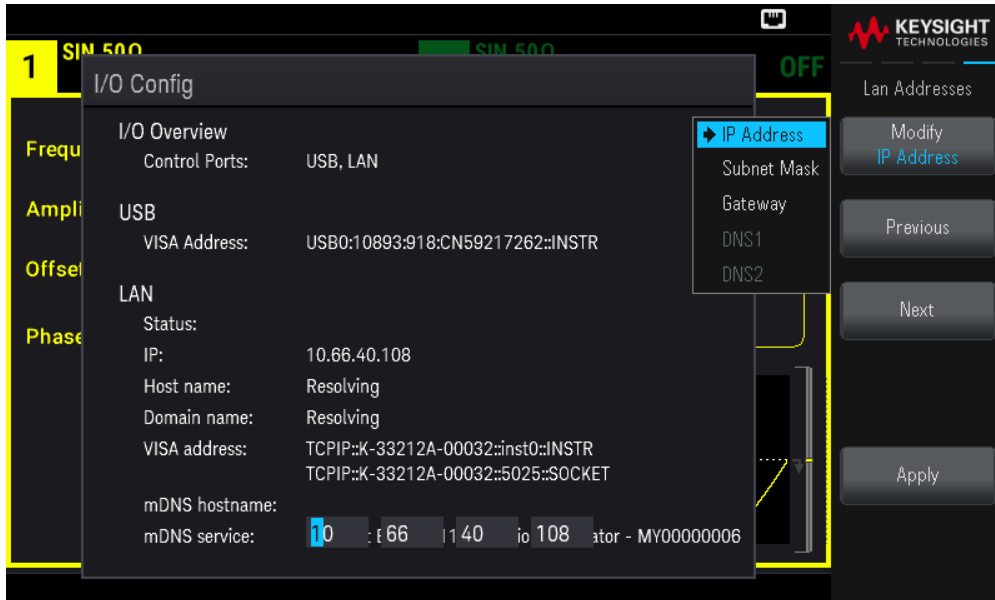 KEYSIGHT
TECHNOLOGIES
1
SIN 50Ω
SIN 50Ω
OFF
I/O Config
Lan Addresses
I/O Overview
Control Ports: USB, LAN
USB
VISA Address: USB0::10893::918::CN59217262::INSTR
LAN
Status:
IP: 10.66.40.108
Host name: Resolving
Domain name: Resolving
VISA address: TCPIP::K-33212A-00032::inst0::INSTR
TCPIP::K-33212A-00032::5025::SOCKET
mDNS hostname:
mDNS service: 10 66 40 108 ator - MY00000006
Frequ
Ampli
Offset
Phase
IP Address
Subnet Mask
Gateway
DNS1
DNS2
Modify
IP Address
Previous
Next
Apply